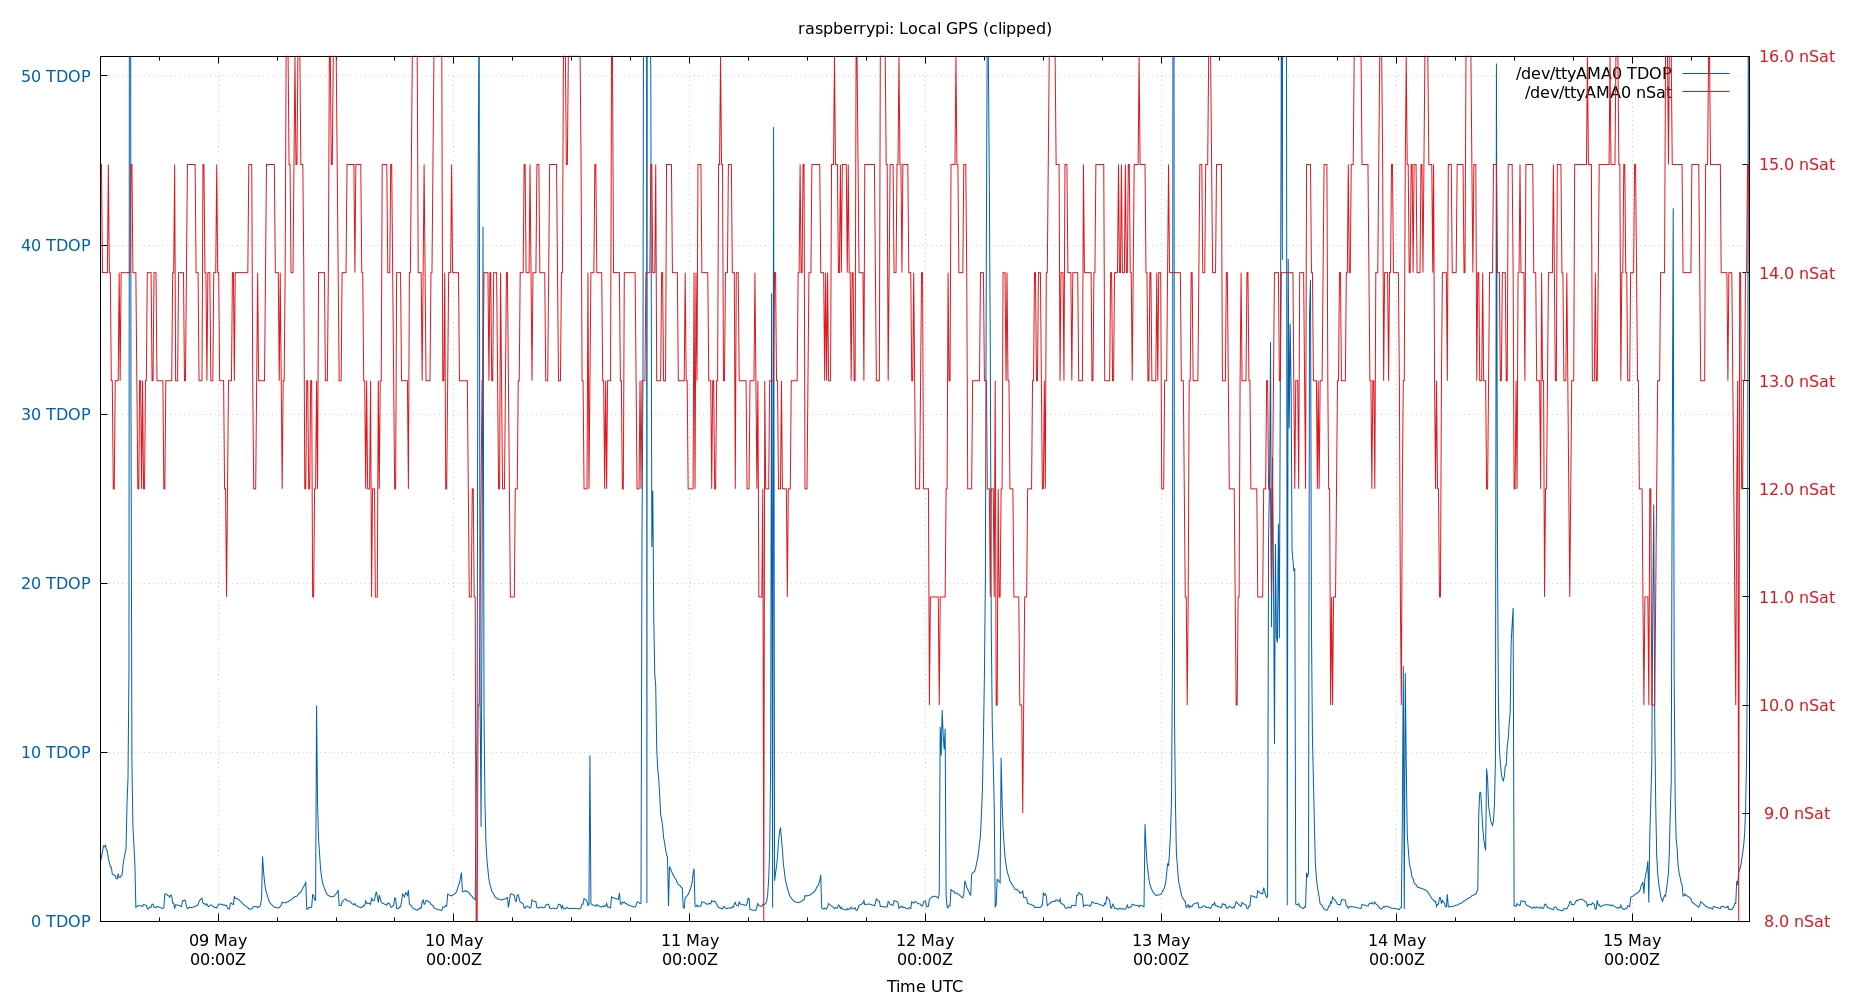 raspberrypi: Local GPS (clipped)
50 TDOP
40 TDOP
30 TDOP
20 TDOP
10 TDOP
0 TDOP
16.0 nSat
15.0 nSat
14.0 nSat
13.0 nSat
12.0 nSat
11.0 nSat
10.0 nSat
9.0 nSat
8.0 nSat
/dev/ttyAMA0 TDOP
/dev/ttyAMA0 nSat
09 May
00:00Z
10 May
00:00Z
11 May
00:00Z
12 May
00:00Z
13 May
00:00Z
14 May
00:00Z
15 May
00:00Z
Time UTC